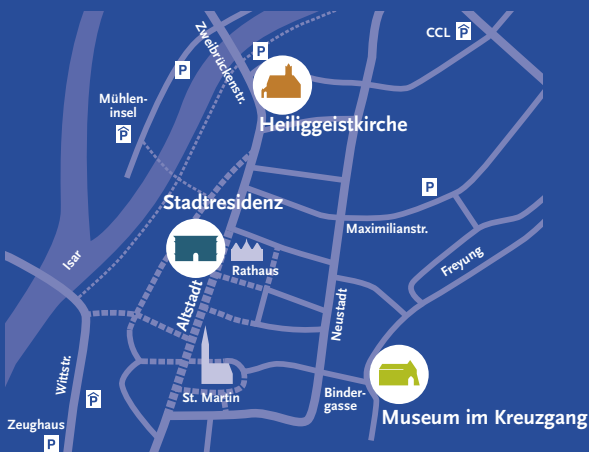 Zweibrückenstr.
CCL P
P
P
Mühlen-
insel
P
Heiliggeistkirche
P
Stadtresidenz
Maximilianstr.
Isar
Rathaus
Freyung
Altstadt
Neustadt
Wittstr.
P
St. Martin
Binder-
gasse
Museum im Kreuzgang
Zeughaus
P